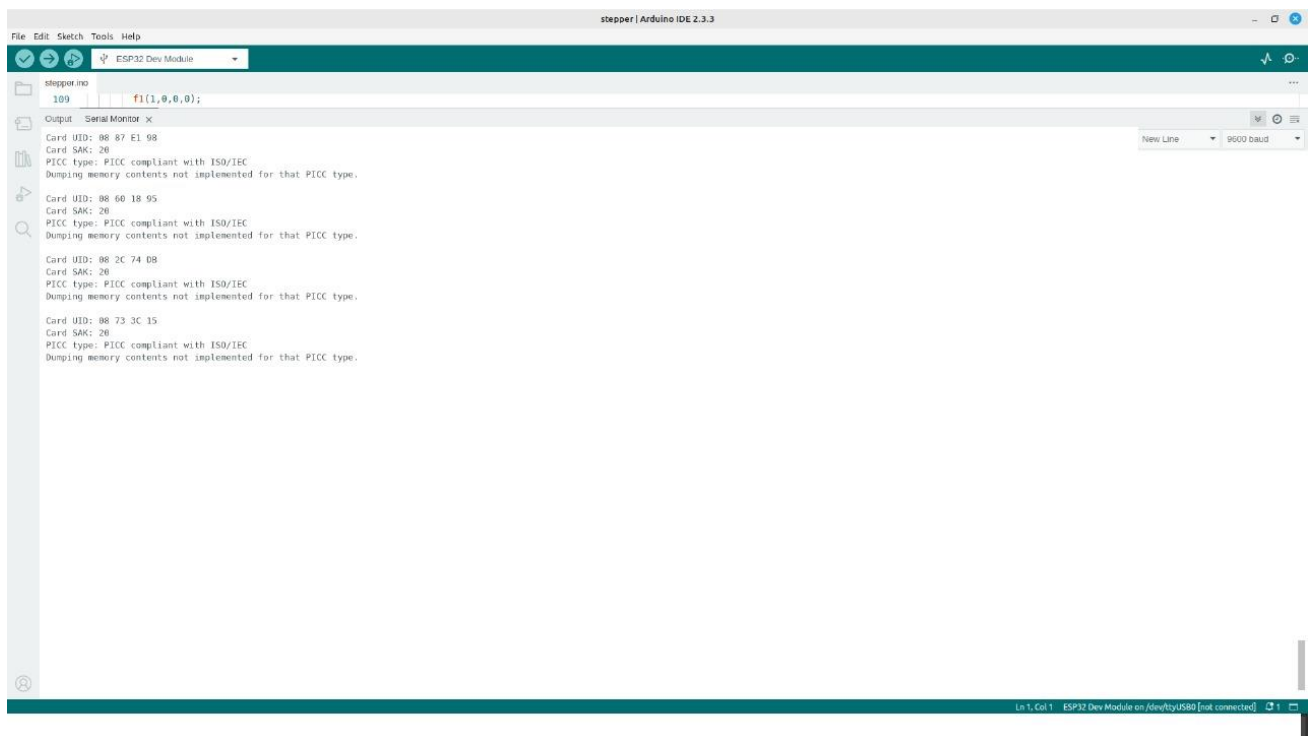 stepper | Arduino IDE 2.3.3
File Edit Sketch Tools Help
ESP32 Dev Module
stepper.ino
109 f1(1,0,0,0);
Output Serial Monitor
New Line 9600 baud
Card UID: 08 87 E1 98
Card SAK: 20
PICC type: PICC compliant with ISO/IEC
Dumping memory contents not implemented for that PICC type.
Card UID: 08 60 18 95
Card SAK: 20
PICC type: PICC compliant with ISO/IEC
Dumping memory contents not implemented for that PICC type.
Card UID: 08 2C 74 DB
Card SAK: 20
PICC type: PICC compliant with ISO/IEC
Dumping memory contents not implemented for that PICC type.
Card UID: 08 73 3C 15
Card SAK: 20
PICC type: PICC compliant with ISO/IEC
Dumping memory contents not implemented for that PICC type.
Ln 1, Col 1 ESP32 Dev Module on /dev/ttyUSB0 [not connected] 1